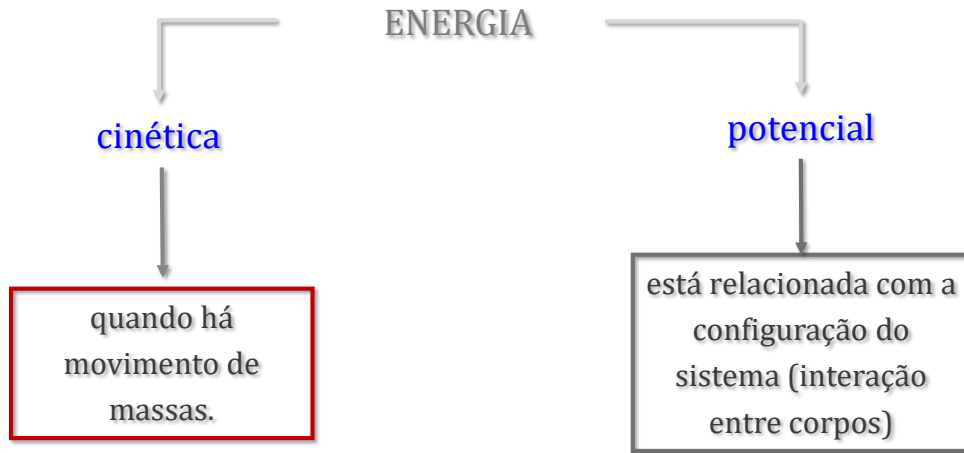 ENERGIA
cinética
potencial
quando há
movimento de
massas.
está relacionada com a
configuração do
sistema (interação
entre corpos)